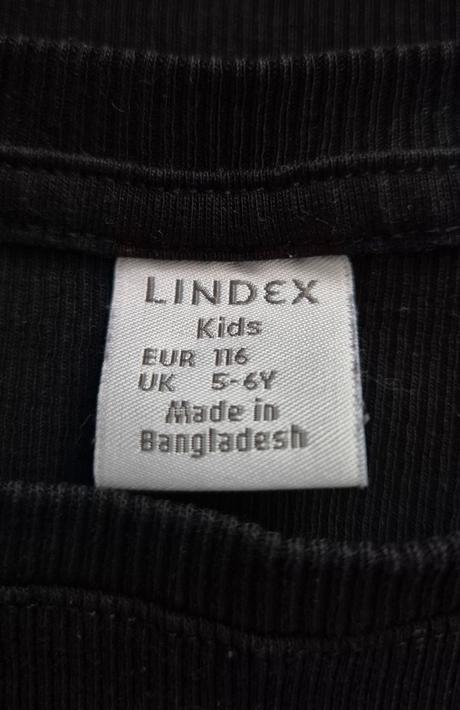 LINDEX
Kids
EUR 116
UK 5-6Y
Made in
Bangladesh